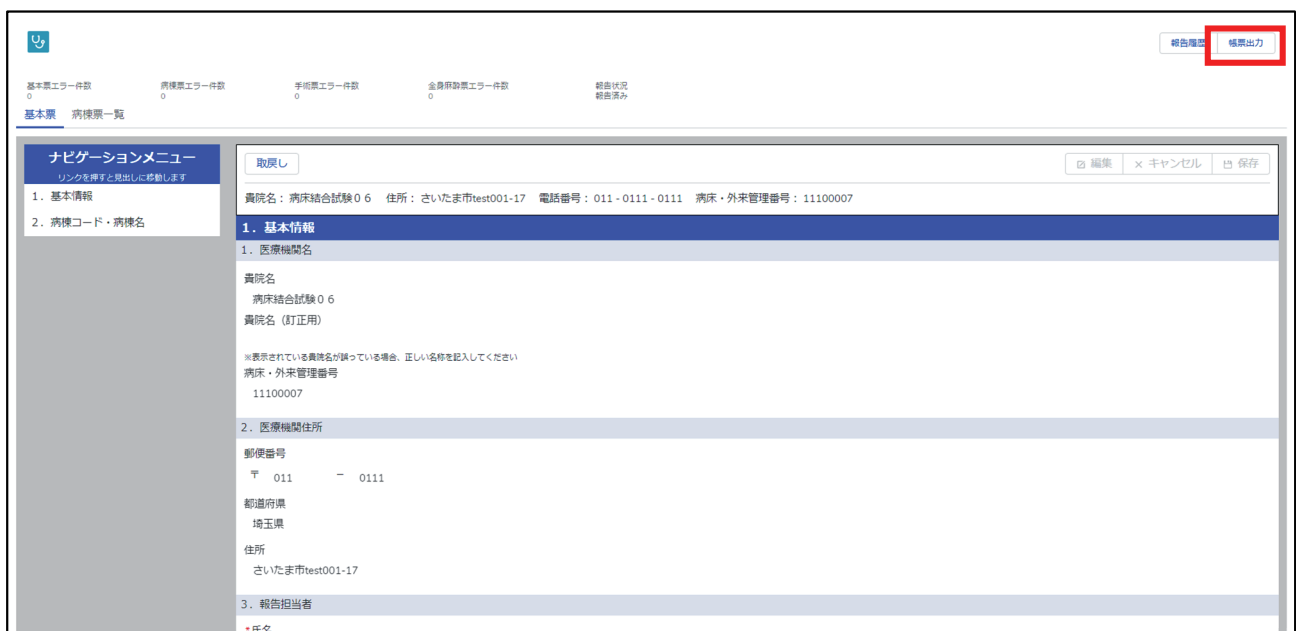 報告履歴 帳票出力
基本票エラー件数 病棟票エラー件数 手術票エラー件数 全身麻酔票エラー件数 報告状況
0 0 0 0 報告済み
基本票 病棟票一覧
ナビゲーションメニュー
リンクを押すと見出しに移動します
1．基本情報
2．病棟コード・病棟名
取戻し 編集 × キャンセル 保存
貴院名： 病床結合試験０６ 住所： さいたま市test001-17 電話番号： 011 - 0111 - 0111 病床・外来管理番号： 11100007
1．基本情報
1．医療機関名
貴院名
病床結合試験０６
貴院名（訂正用）
※表示されている貴院名が誤っている場合、正しい名称を記入してください
病床・外来管理番号
11100007
2．医療機関住所
郵便番号
〒 011 － 0111
都道府県
埼玉県
住所
さいたま市test001-17
3．報告担当者
*氏名